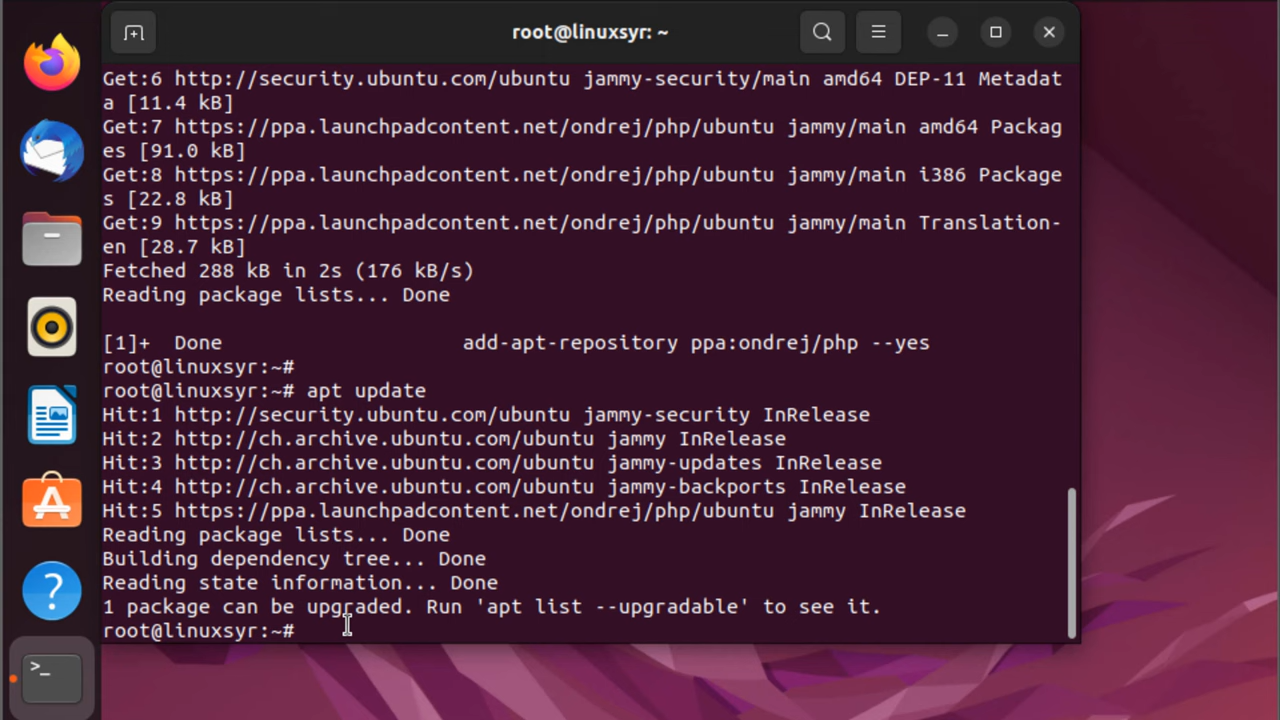 root@linuxsyr: ~
Get:6 http://security.ubuntu.com/ubuntu jammy-security/main amd64 DEP-11 Metadat
a [11.4 kB]
Get:7 https://ppa.launchpadcontent.net/ondrej/php/ubuntu jammy/main amd64 Packag
es [91.0 kB]
Get:8 https://ppa.launchpadcontent.net/ondrej/php/ubuntu jammy/main i386 Package
s [22.8 kB]
Get:9 https://ppa.launchpadcontent.net/ondrej/php/ubuntu jammy/main Translation-
en [28.7 kB]
Fetched 288 kB in 2s (176 kB/s)
Reading package lists... Done
[1]+  Done                    add-apt-repository ppa:ondrej/php --yes
root@linuxsyr:~#
root@linuxsyr:~# apt update
Hit:1 http://security.ubuntu.com/ubuntu jammy-security InRelease
Hit:2 http://ch.archive.ubuntu.com/ubuntu jammy InRelease
Hit:3 http://ch.archive.ubuntu.com/ubuntu jammy-updates InRelease
Hit:4 http://ch.archive.ubuntu.com/ubuntu jammy-backports InRelease
Hit:5 https://ppa.launchpadcontent.net/ondrej/php/ubuntu jammy InRelease
Reading package lists... Done
Building dependency tree... Done
Reading state information... Done
1 package can be upgraded. Run 'apt list --upgradable' to see it.
root@linuxsyr:~#